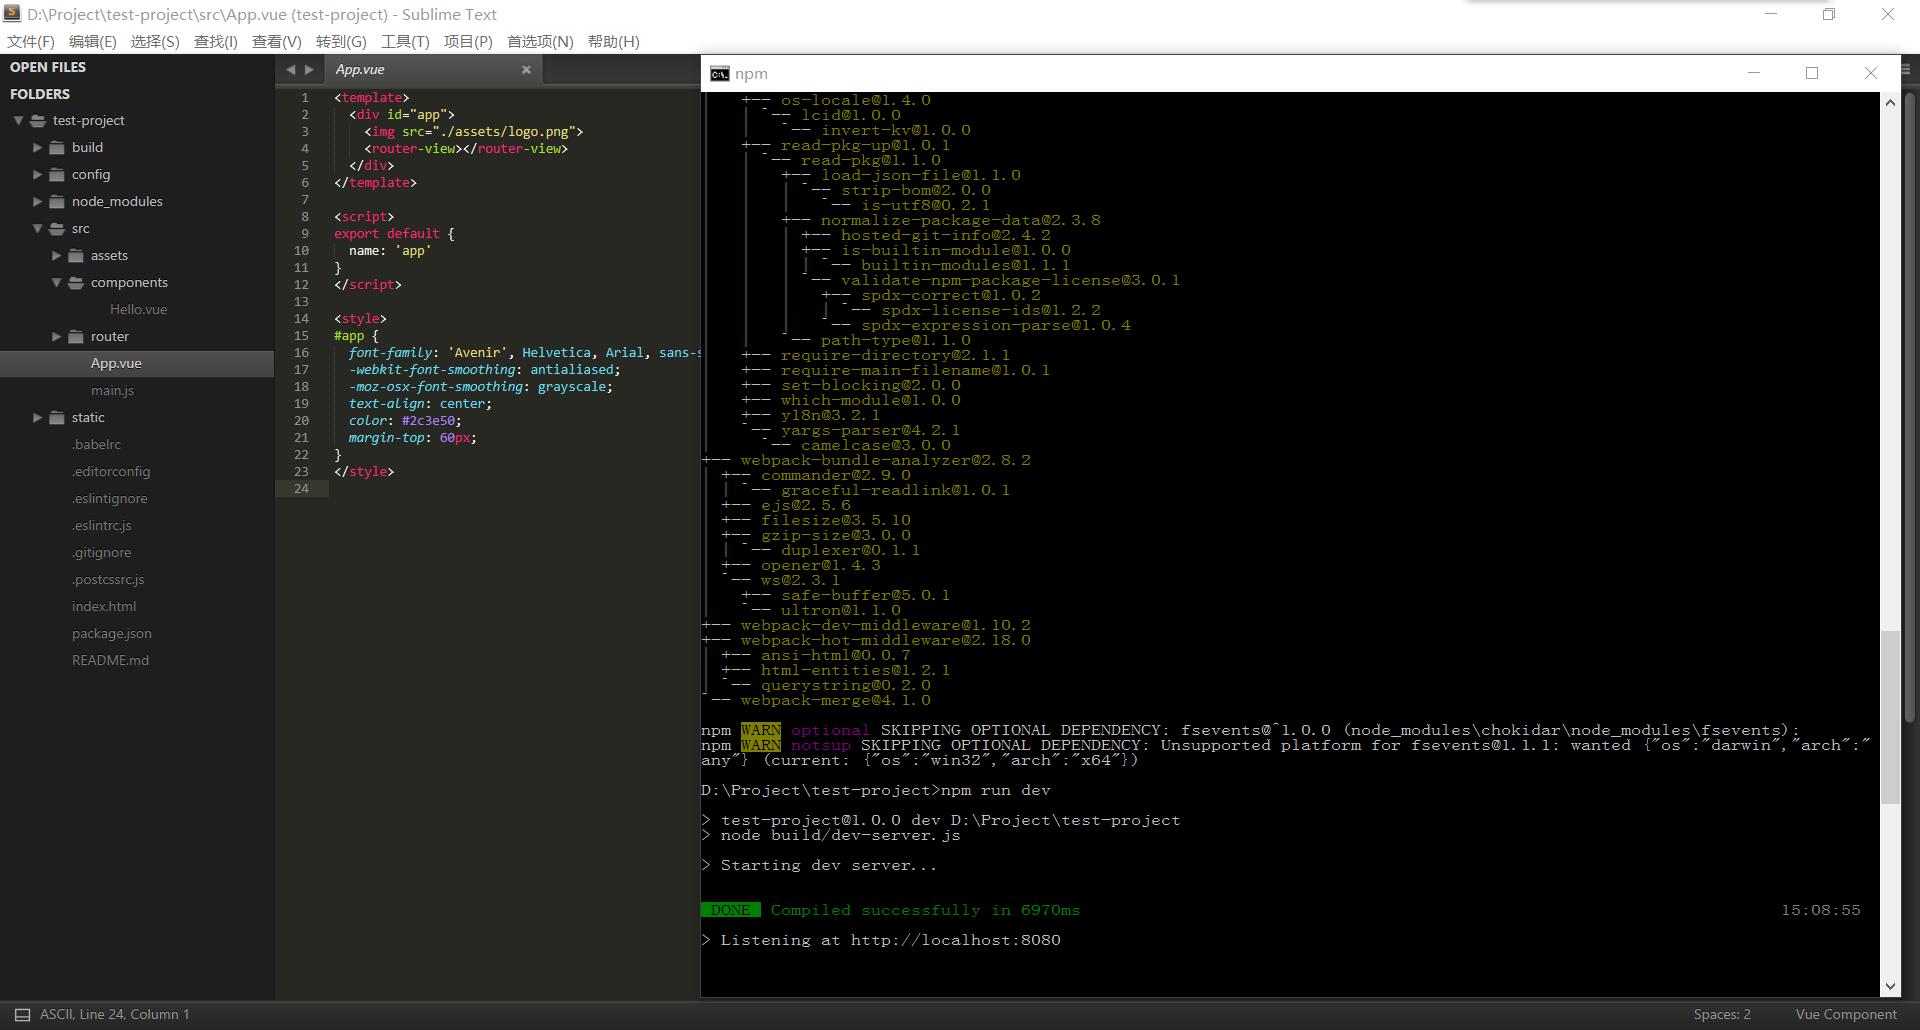 D:\Project\test-project\src\App.vue (test-project) - Sublime Text
文件(F) 编辑(E) 选择(S) 查找(I) 查看(V) 转到(G) 工具(T) 项目(P) 首选项(N) 帮助(H)
OPEN FILES
FOLDERS
test-project
build
config
node_modules
src
assets
components
Hello.vue
router
App.vue
main.js
static
.babelrc
.editorconfig
.eslintignore
.eslintrc.js
.gitignore
.postcssrc.js
index.html
package.json
README.md
App.vue
1 <template>
2   <div id="app">
3     <img src="./assets/logo.png">
4     <router-view></router-view>
5   </div>
6 </template>
7
8 <script>
9 export default {
10   name: 'app'
11 }
12 </script>
13
14 <style>
15 #app {
16   font-family: 'Avenir', Helvetica, Arial, sans-s
17   -webkit-font-smoothing: antialiased;
18   -moz-osx-font-smoothing: grayscale;
19   text-align: center;
20   color: #2c3e50;
21   margin-top: 60px;
22 }
23 </style>
24
npm
|   +-- os-locale@1.4.0
|   | `-- lcid@1.0.0
|   |   `-- invert-kv@1.0.0
|   +-- read-pkg-up@1.0.1
|   | `-- read-pkg@1.1.0
|   |   +-- load-json-file@1.1.0
|   |   | `-- strip-bom@2.0.0
|   |   |   `-- is-utf8@0.2.1
|   |   +-- normalize-package-data@2.3.8
|   |   | +-- hosted-git-info@2.4.2
|   |   | +-- is-builtin-module@1.0.0
|   |   | | `-- builtin-modules@1.1.1
|   |   | `-- validate-npm-package-license@3.0.1
|   |   |   +-- spdx-correct@1.0.2
|   |   |   | `-- spdx-license-ids@1.2.2
|   |   |   `-- spdx-expression-parse@1.0.4
|   |   `-- path-type@1.1.0
|   +-- require-directory@2.1.1
|   +-- require-main-filename@1.0.1
|   +-- set-blocking@2.0.0
|   +-- which-module@1.0.0
|   +-- y18n@3.2.1
|   `-- yargs-parser@4.2.1
|     `-- camelcase@3.0.0
+-- webpack-bundle-analyzer@2.8.2
| +-- commander@2.9.0
| | `-- graceful-readlink@1.0.1
| +-- ejs@2.5.6
| +-- filesize@3.5.10
| +-- gzip-size@3.0.0
| | `-- duplexer@0.1.1
| +-- opener@1.4.3
| `-- ws@2.3.1
|   +-- safe-buffer@5.0.1
|   `-- ultron@1.1.0
+-- webpack-dev-middleware@1.10.2
+-- webpack-hot-middleware@2.18.0
| +-- ansi-html@0.0.7
| +-- html-entities@1.2.1
| `-- querystring@0.2.0
`-- webpack-merge@4.1.0
npm WARN optional SKIPPING OPTIONAL DEPENDENCY: fsevents@^1.0.0 (node_modules\chokidar\node_modules\fsevents):
npm WARN notsup SKIPPING OPTIONAL DEPENDENCY: Unsupported platform for fsevents@1.1.1: wanted {"os":"darwin","arch":"
any"} (current: {"os":"win32","arch":"x64"})
D:\Project\test-project>npm run dev
> test-project@1.0.0 dev D:\Project\test-project
> node build/dev-server.js
> Starting dev server...
DONE Compiled successfully in 6970ms 15:08:55
> Listening at http://localhost:8080
ASCII, Line 24, Column 1
Spaces: 2
Vue Component